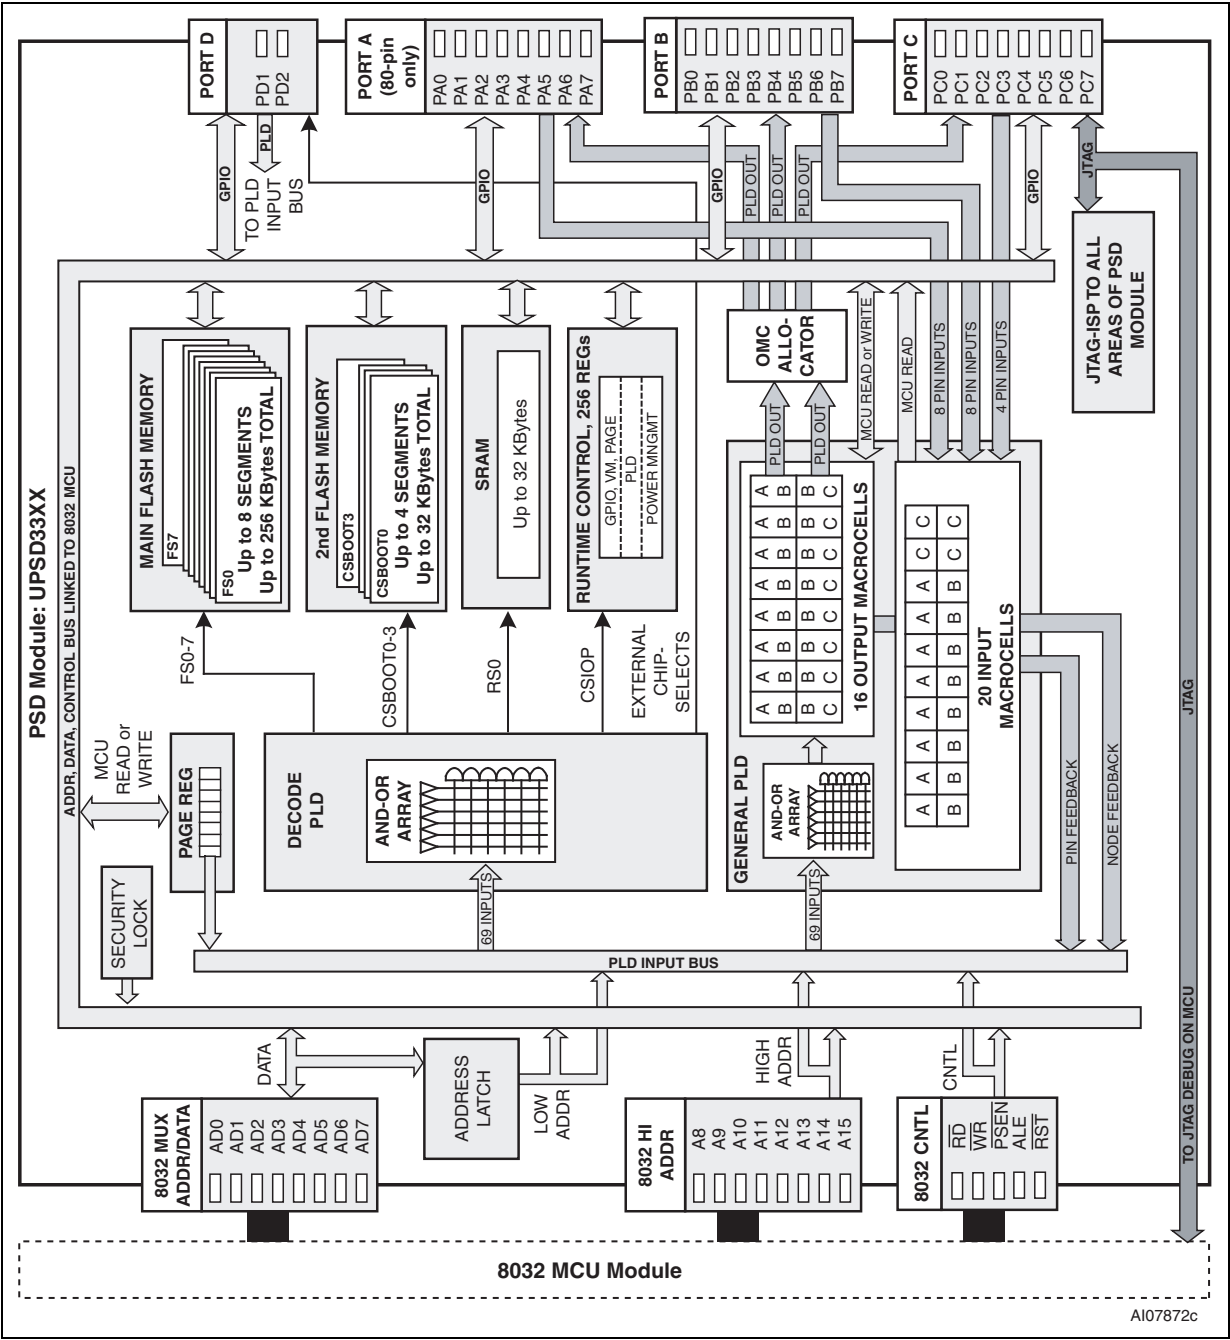 PORT D
PD1
PD2
PORT A
(80-pin
only)
PA0
PA1
PA2
PA3
PA4
PA5
PA6
PA7
PORT B
PB0
PB1
PB2
PB3
PB4
PB5
PB6
PB7
PORT C
PC0
PC1
PC2
PC3
PC4
PC5
PC6
PC7
GPIO
PLD
TO PLD
INPUT
BUS
GPIO
GPIO
PLD OUT
PLD OUT
PLD OUT
GPIO
JTAG
JTAG-ISP TO ALL
AREAS OF PSD
MODULE
PSD Module: UPSD33XX
ADDR, DATA, CONTROL BUS LINKED TO 8032 MCU
MAIN FLASH MEMORY
FS7
FS0
Up to 8 SEGMENTS
Up to 256 KBytes TOTAL
2nd FLASH MEMORY
CSBOOT3
CSBOOT0
Up to 4 SEGMENTS
Up to 32 KBytes TOTAL
SRAM
Up to 32 KBytes
RUNTIME CONTROL, 256 REGs
GPIO, VM, PAGE
PLD
POWER MNGMT
OMC
ALLO-
CATOR
PLD OUT
PLD OUT
MCU READ or WRITE
MCU READ
8 PIN INPUTS
8 PIN INPUTS
4 PIN INPUTS
FS0-7
CSBOOT0-3
RS0
CSIOP
EXTERNAL
CHIP-
SELECTS
A A A A A A A A
B B B B B B B B
B B B B B B B B
C C C C C C C C
16 OUTPUT MACROCELLS
A A A A A A A A C C
B B B B B B B B C C
20 INPUT
MACROCELLS
MCU
READ or
WRITE
PAGE REG
DECODE
PLD
AND-OR
ARRAY
GENERAL PLD
AND-OR
ARRAY
PIN FEEDBACK
NODE FEEDBACK
JTAG
SECURITY
LOCK
69 INPUTS
69 INPUTS
PLD INPUT BUS
DATA
ADDRESS
LATCH
LOW
ADDR
HIGH
ADDR
CNTL
TO JTAG DEBUG ON MCU
8032 MUX
ADDR/DATA
AD0
AD1
AD2
AD3
AD4
AD5
AD6
AD7
8032 HI
ADDR
A8
A9
A10
A11
A12
A13
A14
A15
8032 CNTL
RD
WR
PSEN
ALE
RST
8032 MCU Module
AI07872c